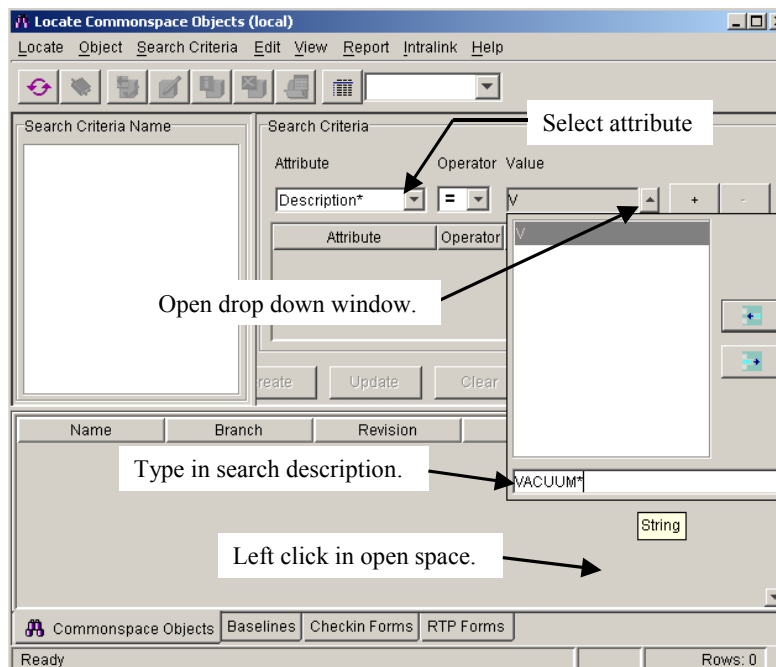 Locate Commonspace Objects (local)
Locate Object Search Criteria Edit View Report Intralink Help
Search Criteria Name
Search Criteria
Select attribute
Attribute Operator Value
Description* = V
+ -
Attribute Operator
V
Open drop down window.
reate Update Clear
Name Branch Revision
Type in search description.
VACUUM*
String
Left click in open space.
Commonspace Objects Baselines Checkin Forms RTP Forms
Ready Rows: 0